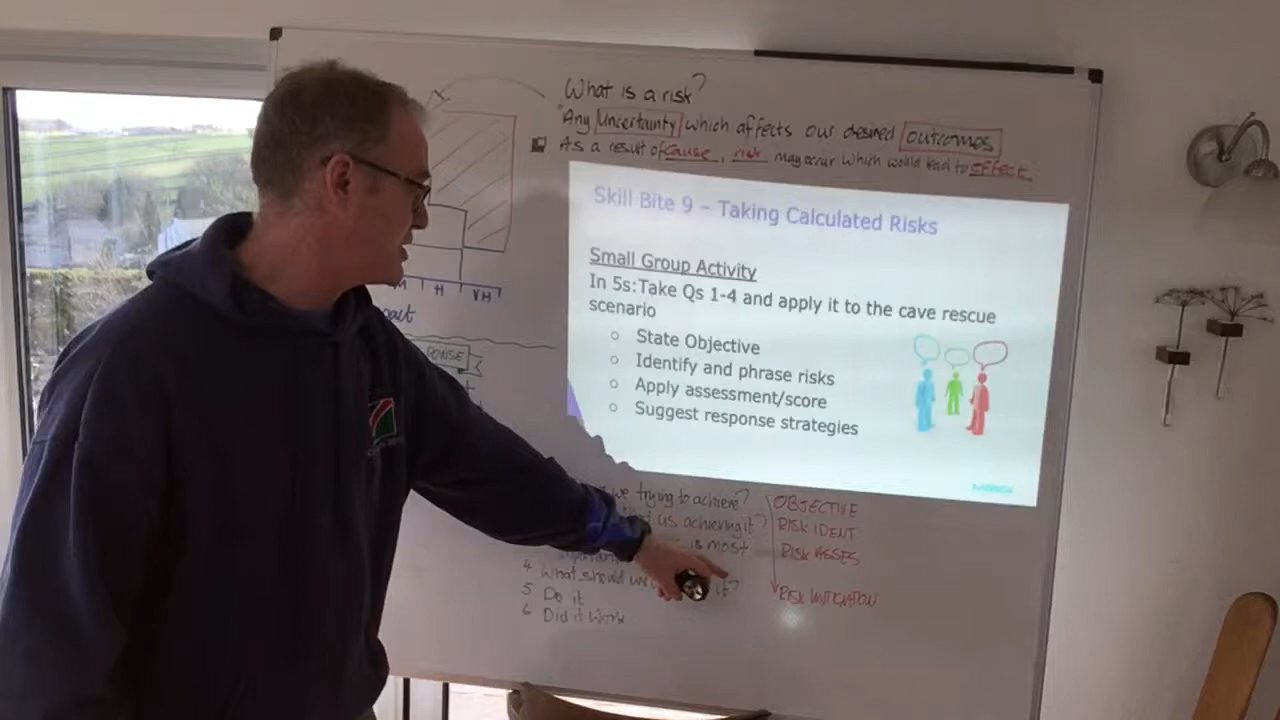 What is a risk?
"Any Uncertainty which affects our desired outcomes
As a result of cause, risk may occur which would lead to effect
Skill Bite 9 – Taking Calculated Risks
Small Group Activity
In 5s:Take Qs 1-4 and apply it to the cave rescue
scenario
○ State Objective
○ Identify and phrase risks
○ Apply assessment/score
○ Suggest response strategies
H VH
we trying to achieve?
us achieving it?
is most
4 What should we it?
5 Do it
6 Did it work
OBJECTIVE
RISK IDENT
RISK ASSES
RISK MITIGATION